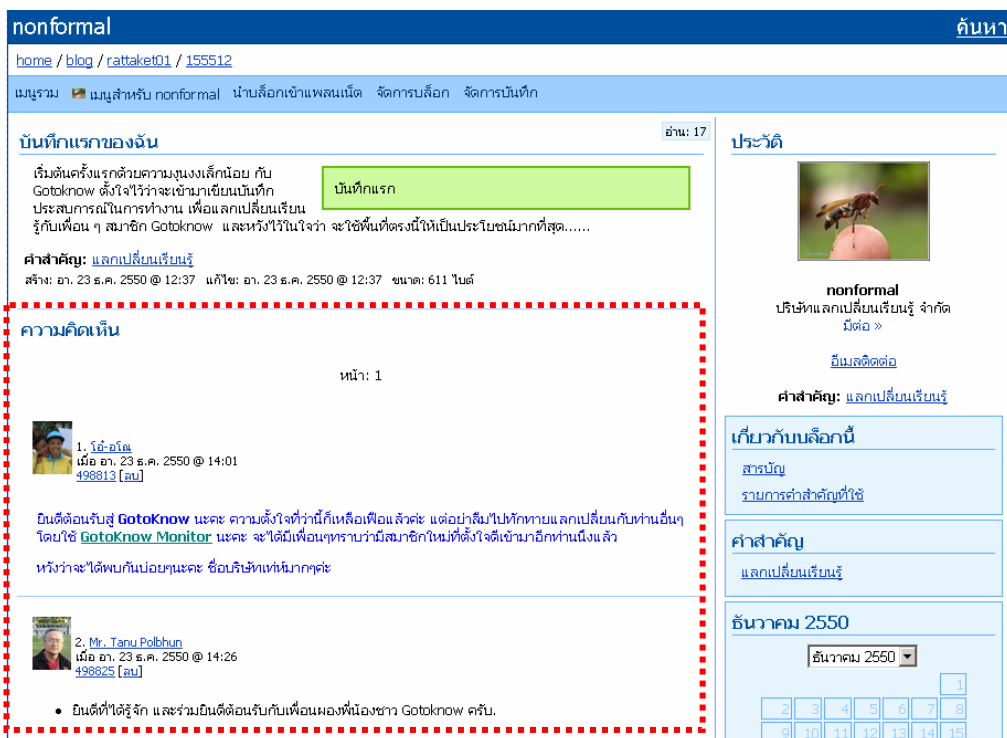 nonformal
ค้นหา
home / blog / rattaket01 / 155512
เมนูรวม เมนูสำหรับ nonformal นำบล็อกเข้าแพลนเน็ต จัดการบล็อก จัดการบันทึก
อ่าน: 17
บันทึกแรกของฉัน
บันทึกแรก
เริ่มต้นครั้งแรกด้วยความงุนงงเล็กน้อย กับ
Gotoknow ตั้งใจไว้ว่าจะเข้ามาเขียนบันทึก
ประสบการณ์ในการทำงาน เพื่อแลกเปลี่ยนเรียน
รู้กับเพื่อน ๆ สมาชิก Gotoknow และหวังไว้ในใจว่า จะใช้พื้นที่ตรงนี้ให้เป็นประโยชน์มากที่สุด......
คำสำคัญ: แลกเปลี่ยนเรียนรู้
สร้าง: อา. 23 ธ.ค. 2550 @ 12:37 แก้ไข: อา. 23 ธ.ค. 2550 @ 12:37 ขนาด: 611 ไบต์
ความคิดเห็น
หน้า: 1
1. โอ๋-อโณ
เมื่อ อา. 23 ธ.ค. 2550 @ 14:01
498813 [ลบ]
ยินดีต้อนรับสู่ GotoKnow นะคะ ความตั้งใจที่ว่านี้ก็เหลือเฟือแล้วค่ะ แต่อย่าลืมไปทักทายแลกเปลี่ยนกับท่านอื่นๆ
โดยใช้ GotoKnow Monitor นะคะ จะได้มีเพื่อนๆทราบว่ามีสมาชิกใหม่ที่ตั้งใจดีเข้ามาอีกท่านนึงแล้ว
หวังว่าจะได้พบกันบ่อยๆนะคะ ชื่อบริษัทเท่ห์มากๆค่ะ
2. Mr. Tanu Polbhun
เมื่อ อา. 23 ธ.ค. 2550 @ 14:26
498825 [ลบ]
• ยินดีที่ได้รู้จัก และร่วมยินดีต้อนรับกับเพื่อนผองพี่น้องชาว Gotoknow ครับ.
ประวัติ
nonformal
บริษัทแลกเปลี่ยนเรียนรู้ จำกัด
มีต่อ »
อีเมลติดต่อ
คำสำคัญ: แลกเปลี่ยนเรียนรู้
เกี่ยวกับบล็อกนี้
สารบัญ
รายการคำสำคัญที่ใช้
คำสำคัญ
แลกเปลี่ยนเรียนรู้
ธันวาคม 2550
ธันวาคม 2550
1
2 3 4 5 6 7 8
9 10 11 12 13 14 15